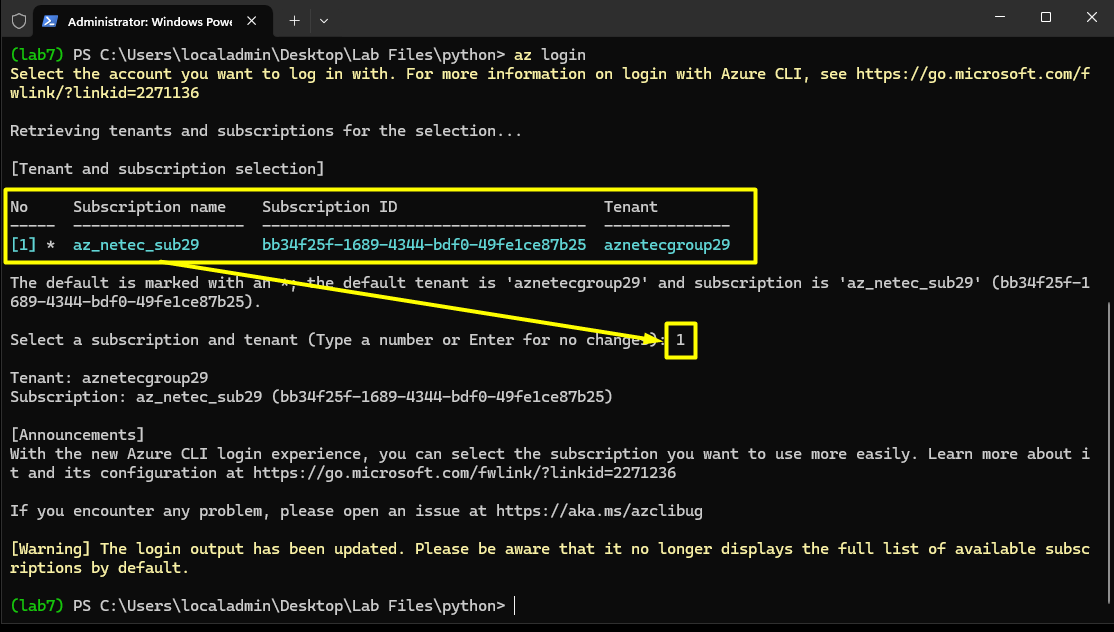 Administrator: Windows Powe
(lab7) PS C:\Users\localadmin\Desktop\Lab Files\python> az login
Select the account you want to log in with. For more information on login with Azure CLI, see https://go.microsoft.com/f
wlink/?linkid=2271136
Retrieving tenants and subscriptions for the selection...
[Tenant and subscription selection]
No     Subscription name    Subscription ID                       Tenant
-----  -------------------  ------------------------------------  --------------
[1] *  az_netec_sub29       bb34f25f-1689-4344-bdf0-49fe1ce87b25  aznetecgroup29
The default is marked with an *; the default tenant is 'aznetecgroup29' and subscription is 'az_netec_sub29' (bb34f25f-1
689-4344-bdf0-49fe1ce87b25).
Select a subscription and tenant (Type a number or Enter for no changes): 1
Tenant: aznetecgroup29
Subscription: az_netec_sub29 (bb34f25f-1689-4344-bdf0-49fe1ce87b25)
[Announcements]
With the new Azure CLI login experience, you can select the subscription you want to use more easily. Learn more about i
t and its configuration at https://go.microsoft.com/fwlink/?linkid=2271236
If you encounter any problem, please open an issue at https://aka.ms/azclibug
[Warning] The login output has been updated. Please be aware that it no longer displays the full list of available subsc
riptions by default.
(lab7) PS C:\Users\localadmin\Desktop\Lab Files\python>